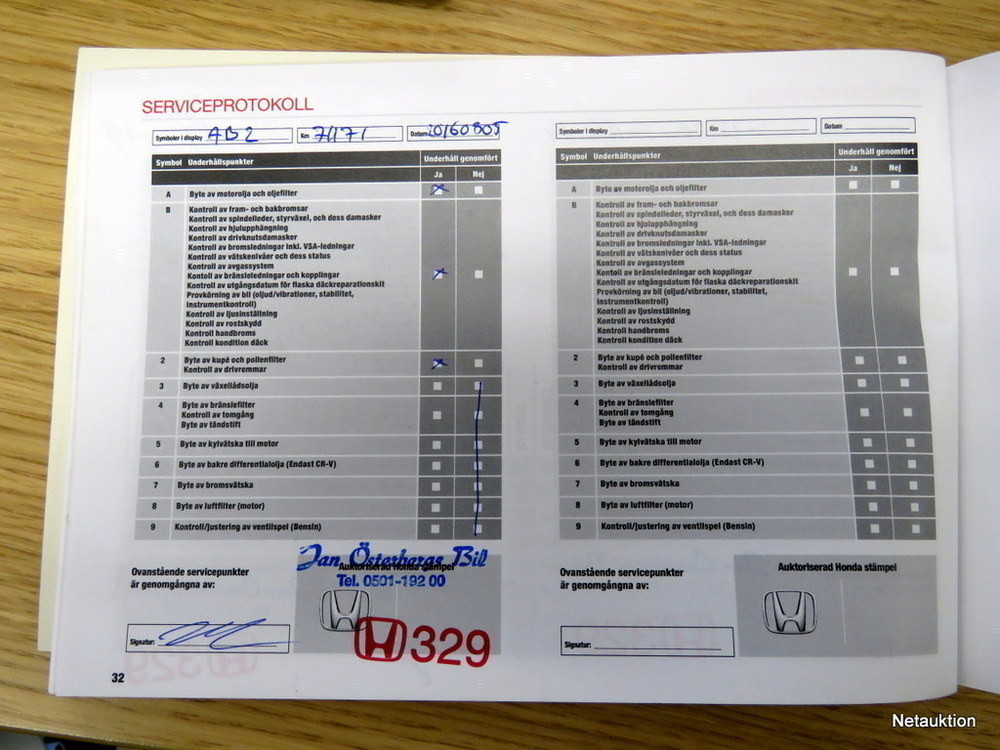 SERVICEPROTOKOLL
Symboler i display AB2 Km 71171 Datum 20160805
Symbol Underhållspunkter Underhåll genomfört
Ja Nej
A Byte av motorolja och oljefilter
B Kontroll av fram- och bakbromsar
Kontroll av spindelleder, styrväxel, och dess damasker
Kontroll av hjulupphängning
Kontroll av drivknutsdamasker
Kontroll av bromsledningar inkl. VSA-ledningar
Kontroll av vätskenivåer och dess status
Kontroll av avgassystem
Kontoll av bränsleledningar och kopplingar
Kontroll av utgångsdatum för flaska däckreparationskit
Provkörning av bil (oljud/vibrationer, stabilitet,
instrumentkontroll)
Kontroll av ljusinställning
Kontroll av rostskydd
Kontroll handbroms
Kontroll kondition däck
2 Byte av kupé och pollenfilter
Kontroll av drivremmar
3 Byte av växellådsolja
4 Byte av bränslefilter
Kontroll av tomgång
Byte av tändstift
5 Byte av kylvätska till motor
6 Byte av bakre differentialolja (Endast CR-V)
7 Byte av bromsvätska
8 Byte av luftfilter (motor)
9 Kontroll/justering av ventilspel (Bensin)
Ovanstående servicepunkter
är genomgångna av:
Jan Österbergs Bil
Auktoriserad Honda stämpel
Tel. 0501-192 00
Signatur:
329
32
Symboler i display Km Datum
Symbol Underhållspunkter Underhåll genomfört
Ja Nej
A Byte av motorolja och oljefilter
B Kontroll av fram- och bakbromsar
Kontroll av spindelleder, styrväxel, och dess damasker
Kontroll av hjulupphängning
Kontroll av drivknutsdamasker
Kontroll av bromsledningar inkl. VSA-ledningar
Kontroll av vätskenivåer och dess status
Kontroll av avgassystem
Kontoll av bränsleledningar och kopplingar
Kontroll av utgångsdatum för flaska däckreparationskit
Provkörning av bil (oljud/vibrationer, stabilitet,
instrumentkontroll)
Kontroll av ljusinställning
Kontroll av rostskydd
Kontroll handbroms
Kontroll kondition däck
2 Byte av kupé och pollenfilter
Kontroll av drivremmar
3 Byte av växellådsolja
4 Byte av bränslefilter
Kontroll av tomgång
Byte av tändstift
5 Byte av kylvätska till motor
6 Byte av bakre differentialolja (Endast CR-V)
7 Byte av bromsvätska
8 Byte av luftfilter (motor)
9 Kontroll/justering av ventilspel (Bensin)
Ovanstående servicepunkter
är genomgångna av:
Auktoriserad Honda stämpel
Signatur:
Netauktion